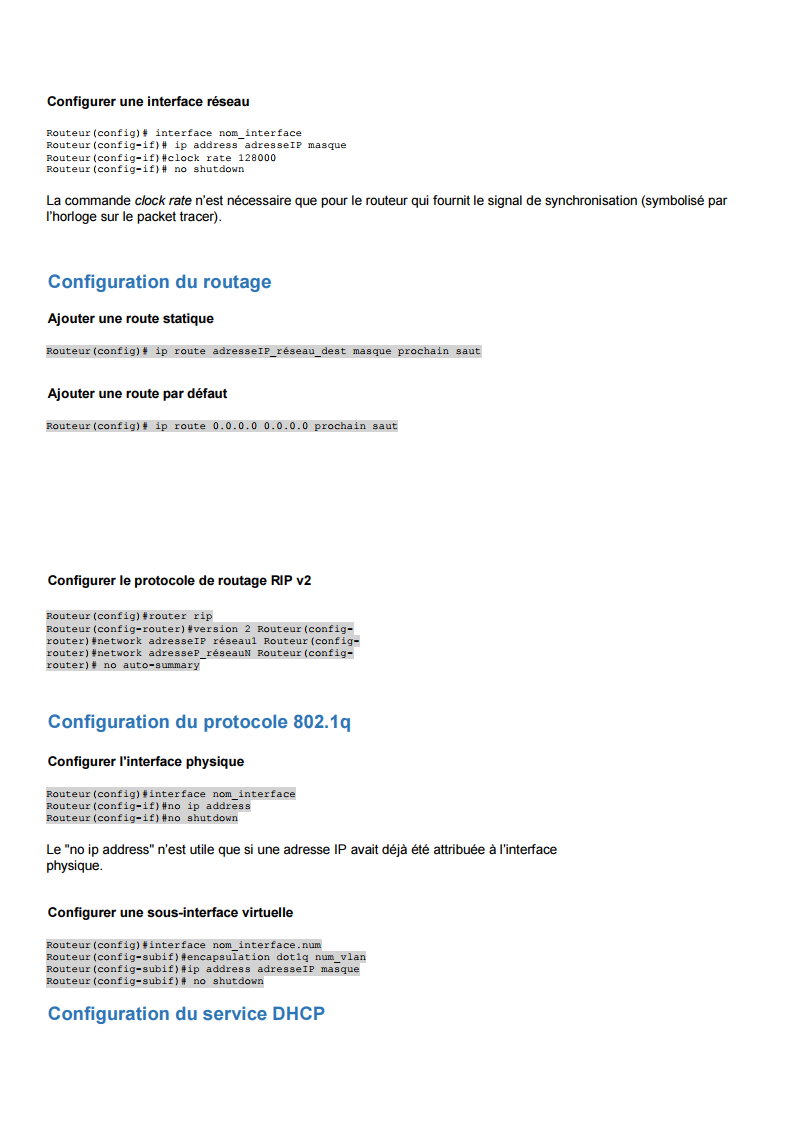 Configurer une interface réseau
Routeur(config)# interface nom_interface
Routeur(config-if)# ip address adresseIP masque
Routeur(config-if)#clock rate 128000
Routeur(config-if)# no shutdown
La commande clock rate n’est nécessaire que pour le routeur qui fournit le signal de synchronisation (symbolisé par
l’horloge sur le packet tracer).
Configuration du routage
Ajouter une route statique
Routeur(config)# ip route adresseIP_réseau_dest masque prochain saut
Ajouter une route par défaut
Routeur(config)# ip route 0.0.0.0 0.0.0.0 prochain saut
Configurer le protocole de routage RIP v2
Routeur(config)#router rip
Routeur(config-router)#version 2 Routeur(config-
router)#network adresseIP réseau1 Routeur(config-
router)#network adresseP_réseauN Routeur(config-
router)# no auto-summary
Configuration du protocole 802.1q
Configurer l'interface physique
Routeur(config)#interface nom_interface
Routeur(config-if)#no ip address
Routeur(config-if)#no shutdown
Le "no ip address" n’est utile que si une adresse IP avait déjà été attribuée à l’interface
physique.
Configurer une sous-interface virtuelle
Routeur(config)#interface nom_interface.num
Routeur(config-subif)#encapsulation dot1q num_vlan
Routeur(config-subif)#ip address adresseIP masque
Routeur(config-subif)# no shutdown
Configuration du service DHCP